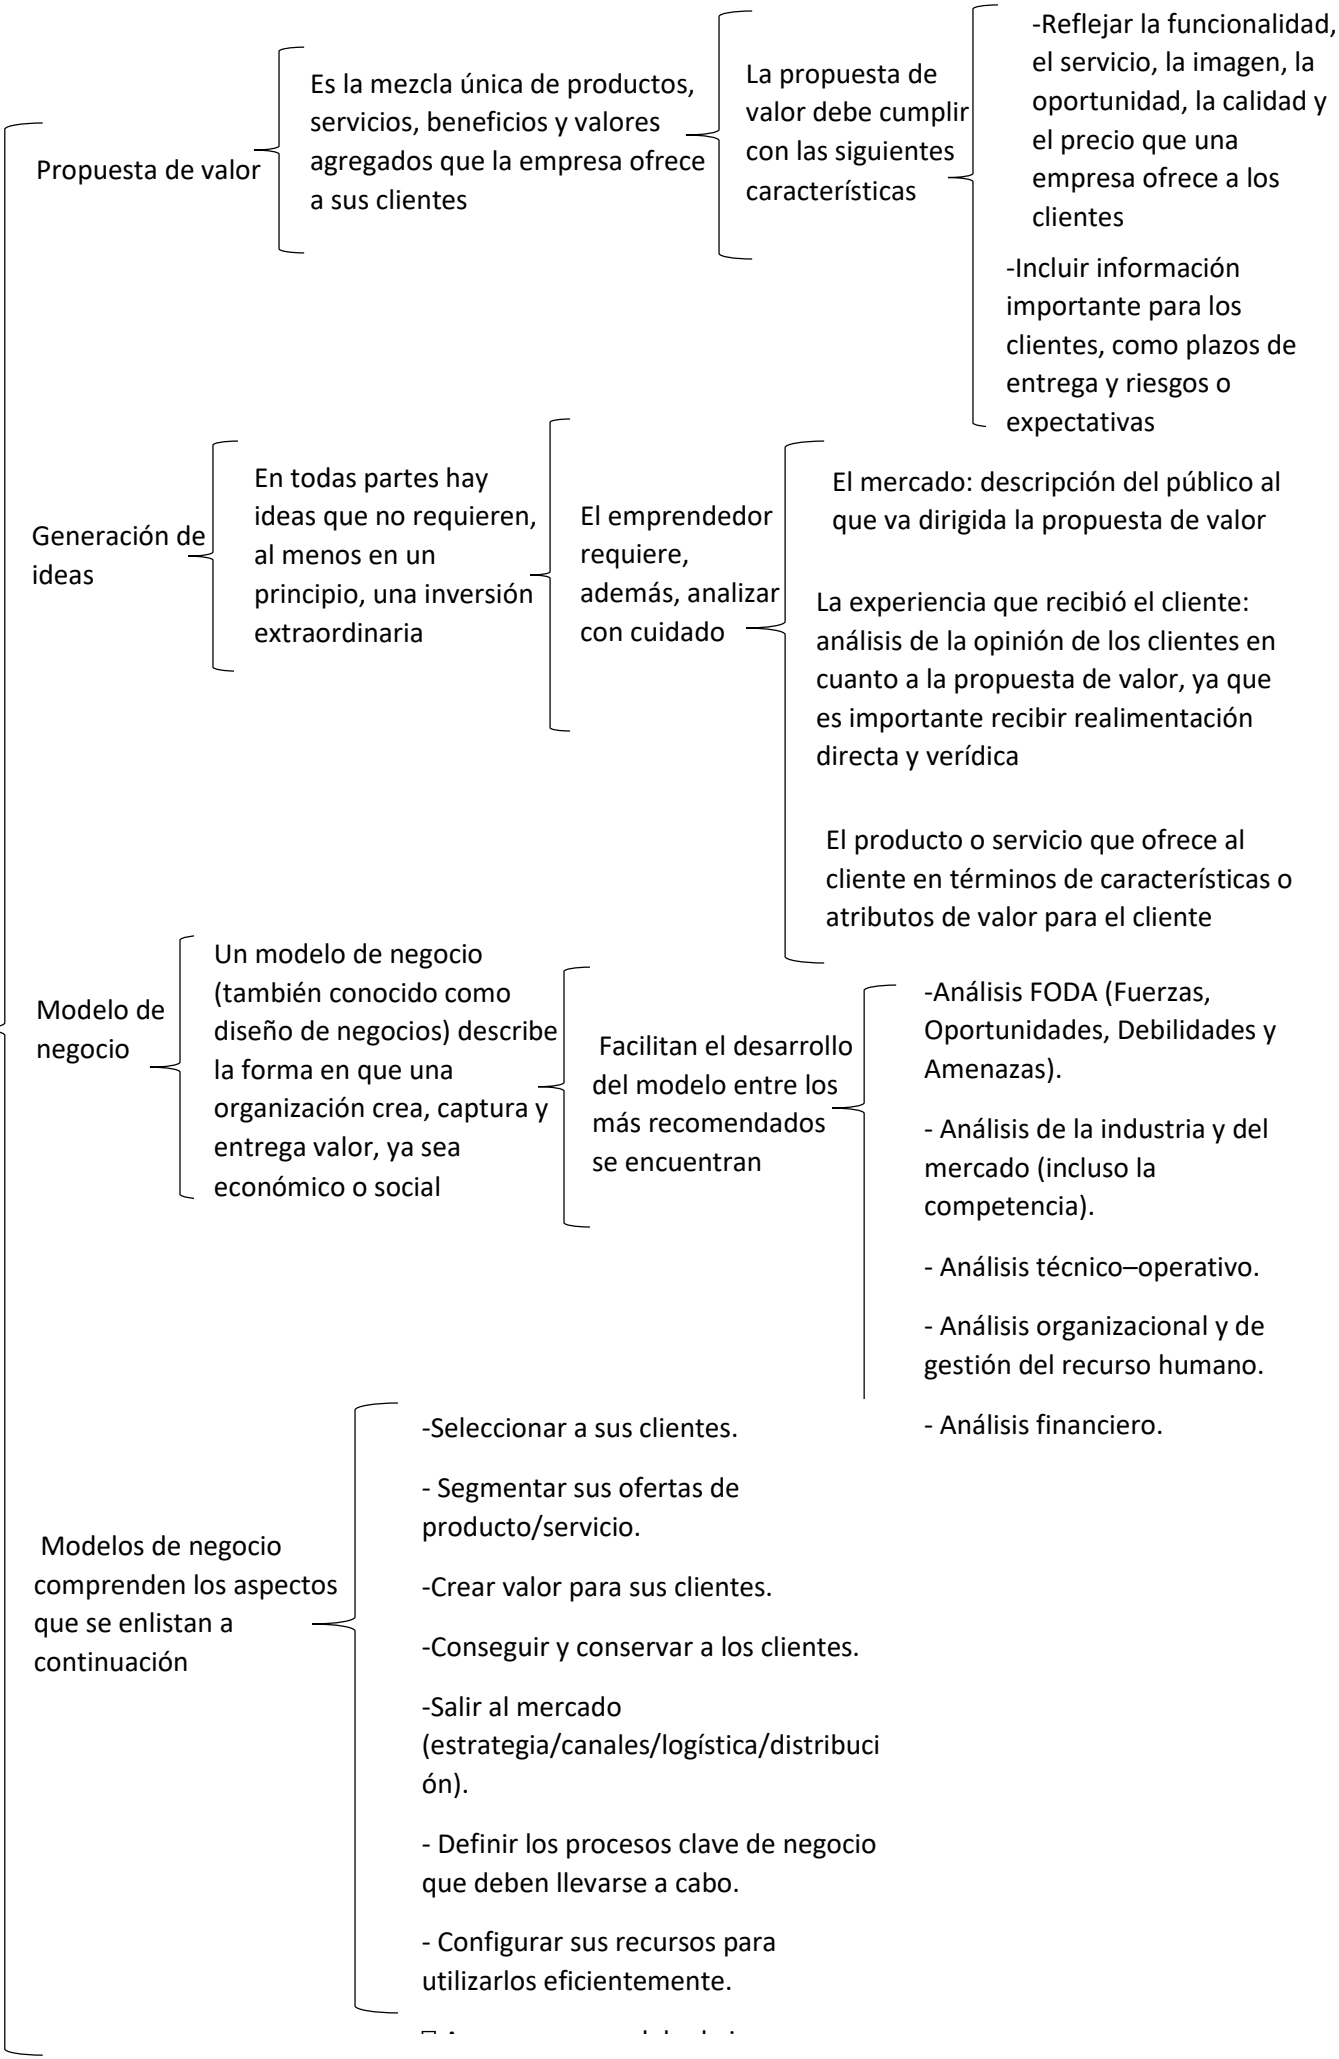 Propuesta de valor
Es la mezcla única de productos,
servicios, beneficios y valores
agregados que la empresa ofrece
a sus clientes
La propuesta de
valor debe cumplir
con las siguientes
características
-Reflejar la funcionalidad,
el servicio, la imagen, la
oportunidad, la calidad y
el precio que una
empresa ofrece a los
clientes
-Incluir información
importante para los
clientes, como plazos de
entrega y riesgos o
expectativas
Generación de
ideas
En todas partes hay
ideas que no requieren,
al menos en un
principio, una inversión
extraordinaria
El emprendedor
requiere,
además, analizar
con cuidado
El mercado: descripción del público al
que va dirigida la propuesta de valor
La experiencia que recibió el cliente:
análisis de la opinión de los clientes en
cuanto a la propuesta de valor, ya que
es importante recibir realimentación
directa y verídica
El producto o servicio que ofrece al
cliente en términos de características o
atributos de valor para el cliente
Modelo de
negocio
Un modelo de negocio
(también conocido como
diseño de negocios) describe
la forma en que una
organización crea, captura y
entrega valor, ya sea
económico o social
Facilitan el desarrollo
del modelo entre los
más recomendados
se encuentran
-Análisis FODA (Fuerzas,
Oportunidades, Debilidades y
Amenazas).
- Análisis de la industria y del
mercado (incluso la
competencia).
- Análisis técnico–operativo.
- Análisis organizacional y de
gestión del recurso humano.
- Análisis financiero.
Modelos de negocio
comprenden los aspectos
que se enlistan a
continuación
-Seleccionar a sus clientes.
- Segmentar sus ofertas de
producto/servicio.
-Crear valor para sus clientes.
-Conseguir y conservar a los clientes.
-Salir al mercado
(estrategia/canales/logística/distribuci
ón).
- Definir los procesos clave de negocio
que deben llevarse a cabo.
- Configurar sus recursos para
utilizarlos eficientemente.